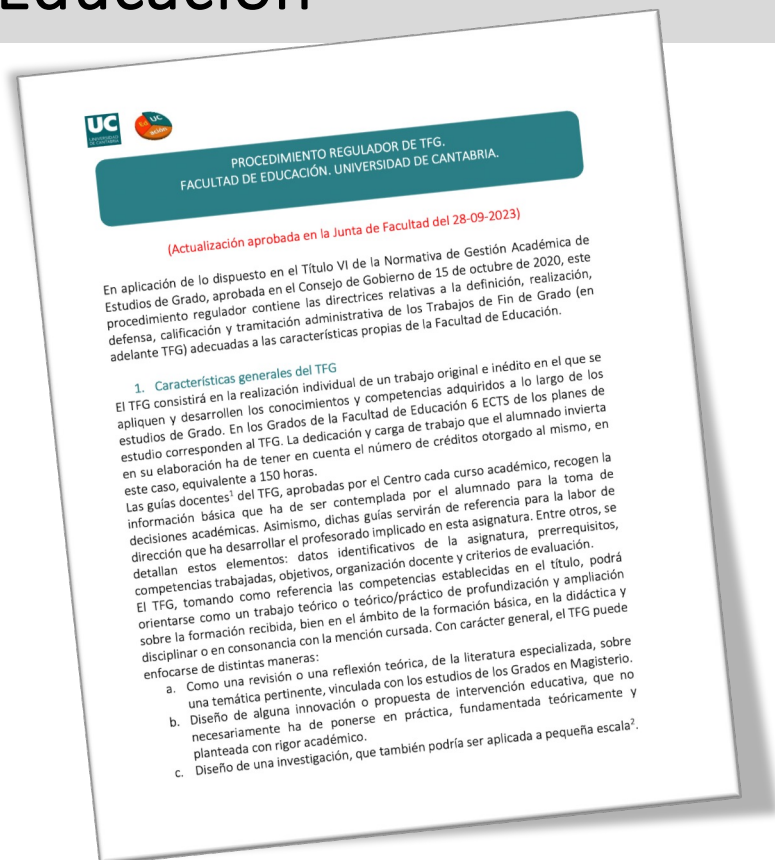 Educación
UC
UNIVERSIDAD
DE CANTABRIA
Ed UC
ación
PROCEDIMIENTO REGULADOR DE TFG.
FACULTAD DE EDUCACIÓN. UNIVERSIDAD DE CANTABRIA.
(Actualización aprobada en la Junta de Facultad del 28-09-2023)
En aplicación de lo dispuesto en el Título VI de la Normativa de Gestión Académica de
Estudios de Grado, aprobada en el Consejo de Gobierno de 15 de octubre de 2020, este
procedimiento regulador contiene las directrices relativas a la definición, realización,
defensa, calificación y tramitación administrativa de los Trabajos de Fin de Grado (en
adelante TFG) adecuadas a las características propias de la Facultad de Educación.
1. Características generales del TFG
El TFG consistirá en la realización individual de un trabajo original e inédito en el que se
apliquen y desarrollen los conocimientos y competencias adquiridos a lo largo de los
estudios de Grado. En los Grados de la Facultad de Educación 6 ECTS de los planes de
estudio corresponden al TFG. La dedicación y carga de trabajo que el alumnado invierta
en su elaboración ha de tener en cuenta el número de créditos otorgado al mismo, en
este caso, equivalente a 150 horas.
Las guías docentes¹ del TFG, aprobadas por el Centro cada curso académico, recogen la
información básica que ha de ser contemplada por el alumnado para la toma de
decisiones académicas. Asimismo, dichas guías servirán de referencia para la labor de
dirección que ha desarrollar el profesorado implicado en esta asignatura. Entre otros, se
detallan estos elementos: datos identificativos de la asignatura, prerrequisitos,
competencias trabajadas, objetivos, organización docente y criterios de evaluación.
El TFG, tomando como referencia las competencias establecidas en el título, podrá
orientarse como un trabajo teórico o teórico/práctico de profundización y ampliación
sobre la formación recibida, bien en el ámbito de la formación básica, en la didáctica y
disciplinar o en consonancia con la mención cursada. Con carácter general, el TFG puede
enfocarse de distintas maneras:
a. Como una revisión o una reflexión teórica, de la literatura especializada, sobre
una temática pertinente, vinculada con los estudios de los Grados en Magisterio.
b. Diseño de alguna innovación o propuesta de intervención educativa, que no
necesariamente ha de ponerse en práctica, fundamentada teóricamente y
planteada con rigor académico.
c. Diseño de una investigación, que también podría ser aplicada a pequeña escala².